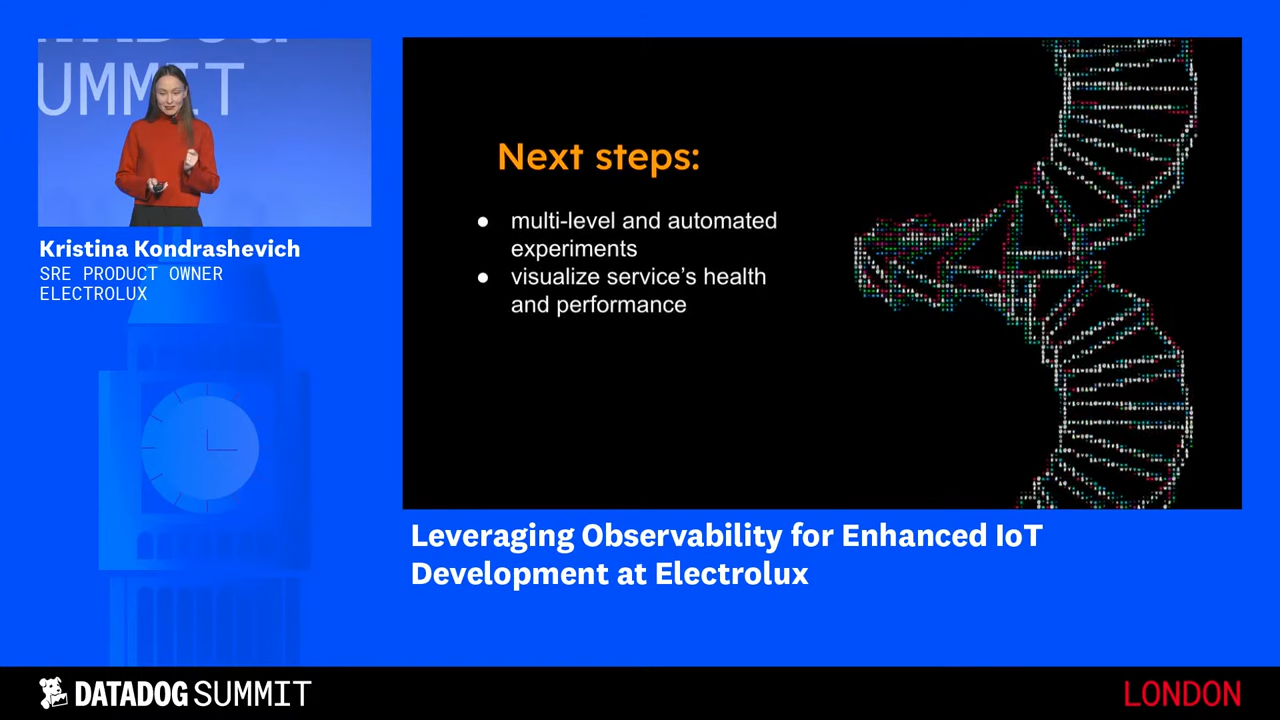 SUMMIT
Kristina Kondrashevich
SRE PRODUCT OWNER
ELECTROLUX
Next steps:
● multi-level and automated
experiments
● visualize service's health
and performance
Leveraging Observability for Enhanced IoT
Development at Electrolux
DATADOG SUMMIT
LONDON